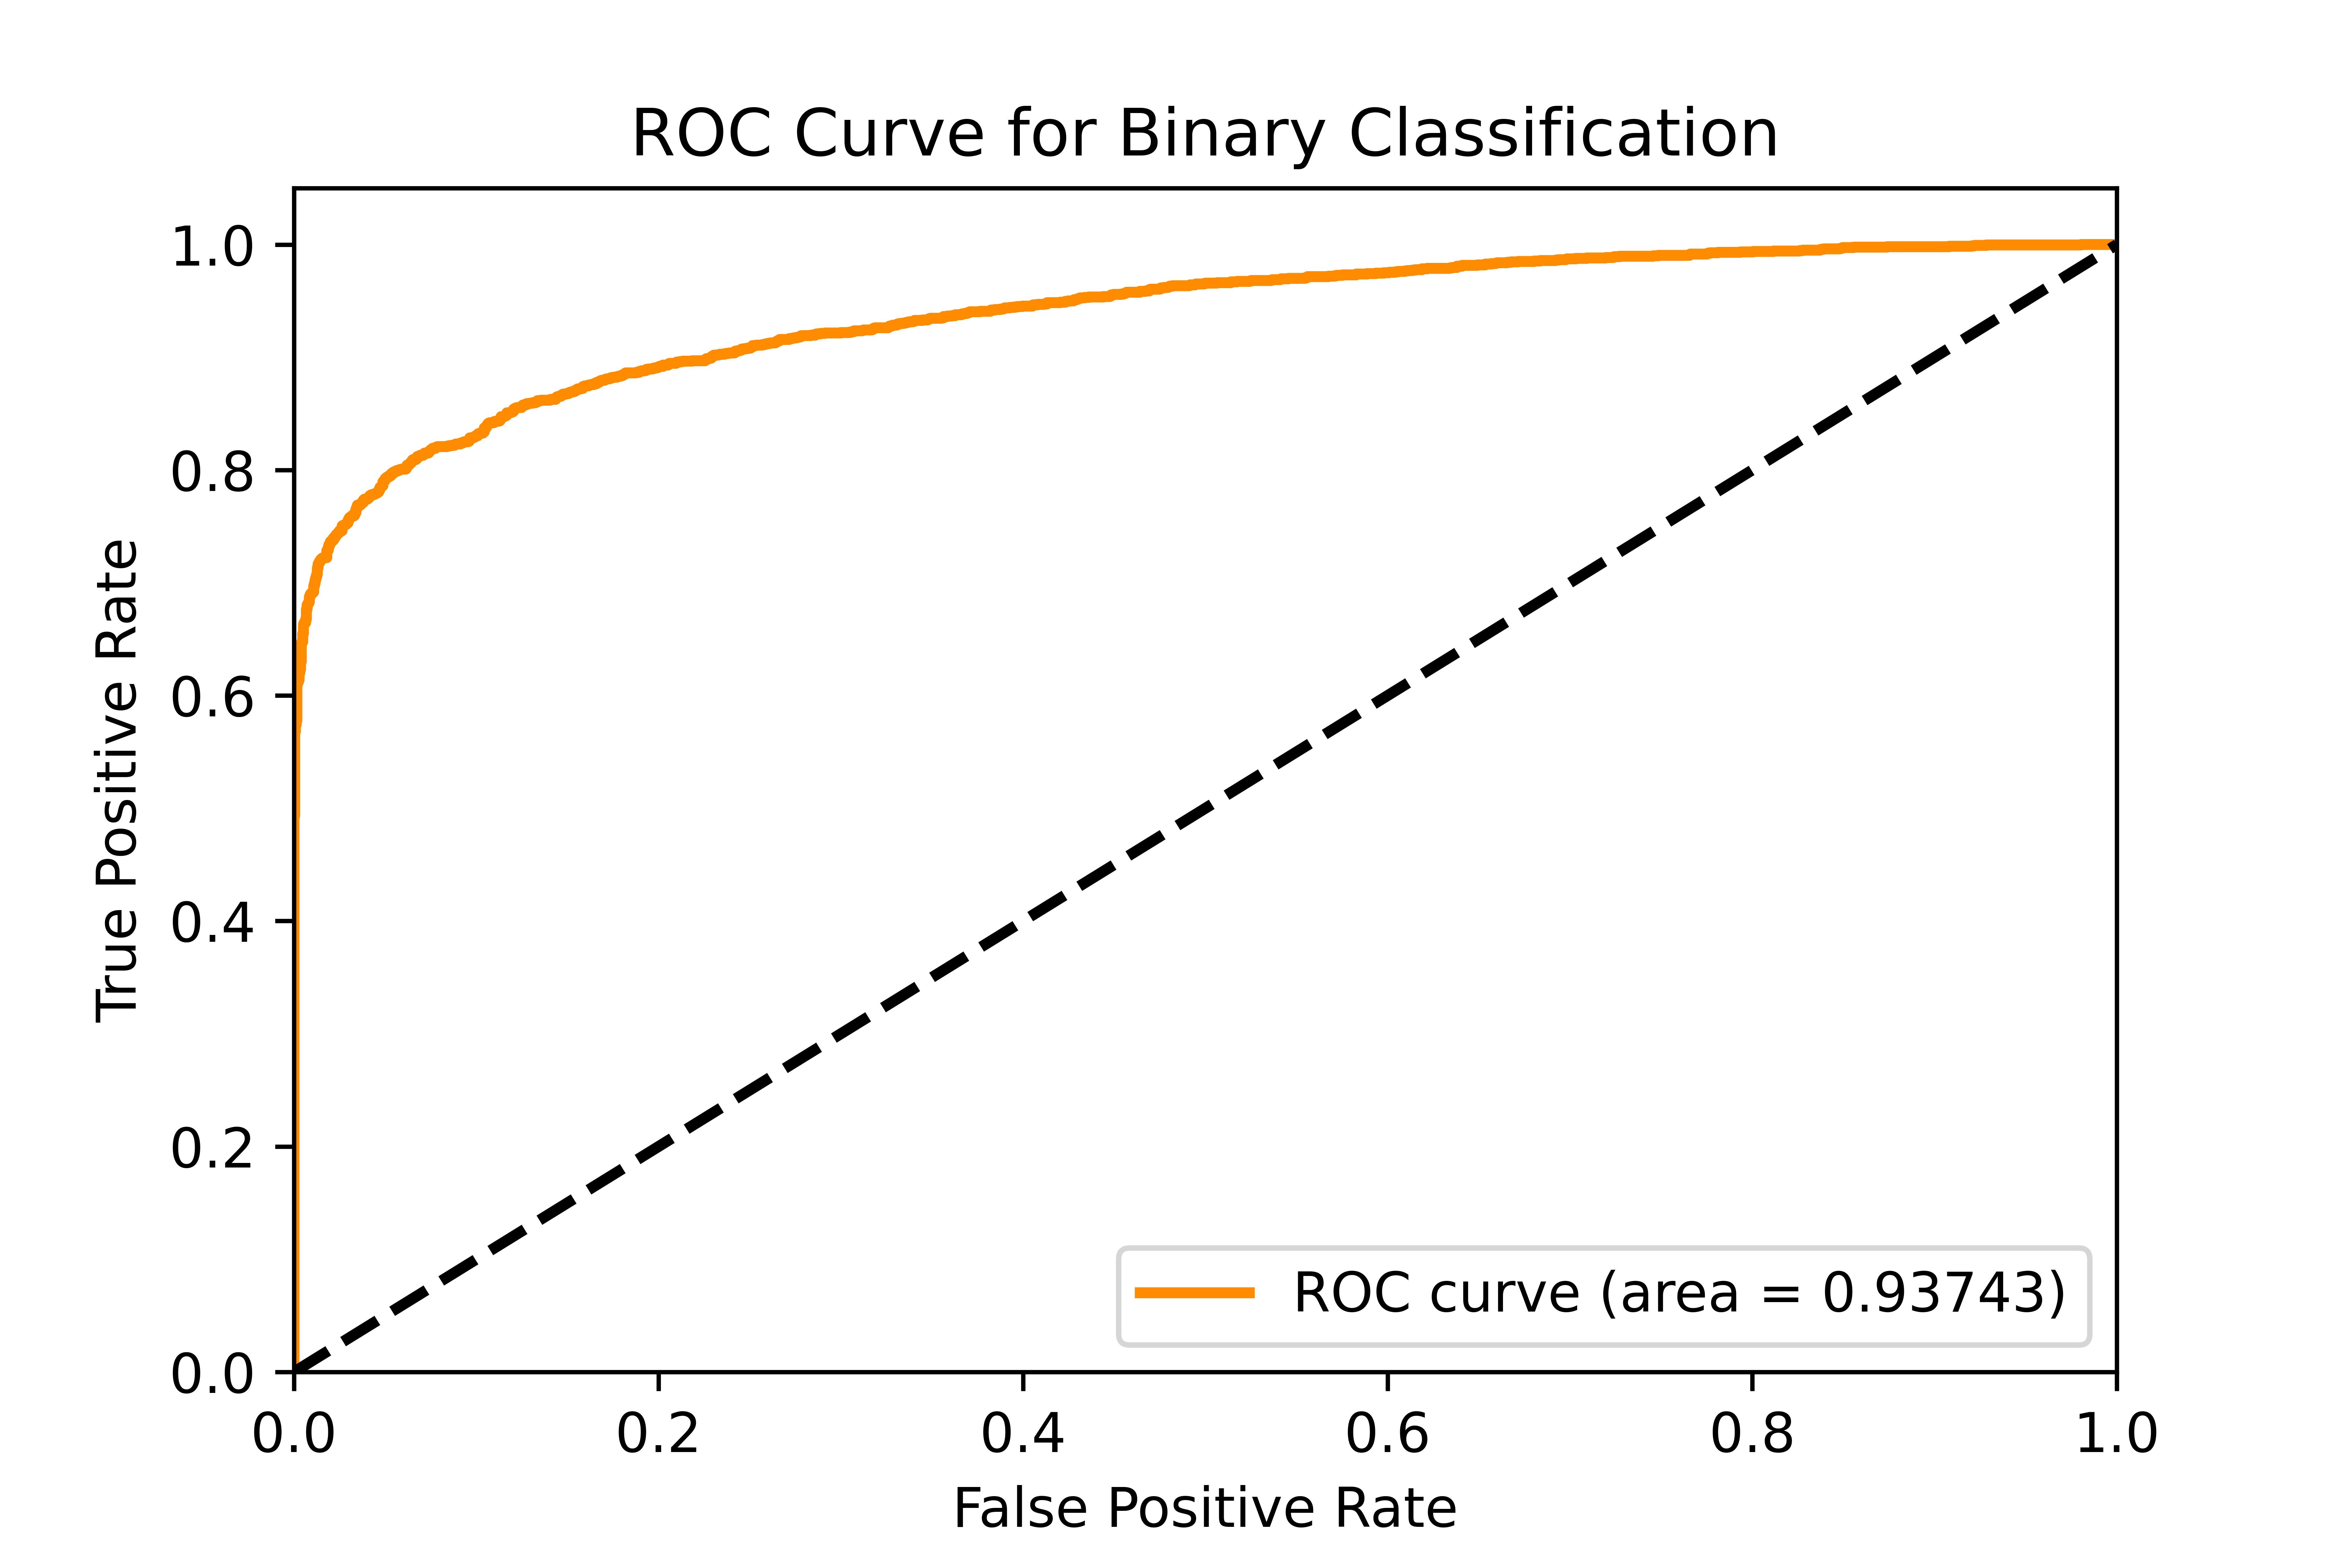 ROC Curve for Binary Classification
1.0
0.8
0.6
0.4
0.2
0.0
True Positive Rate
ROC curve (area = 0.93743)
0.0 0.2 0.4 0.6 0.8 1.0
False Positive Rate